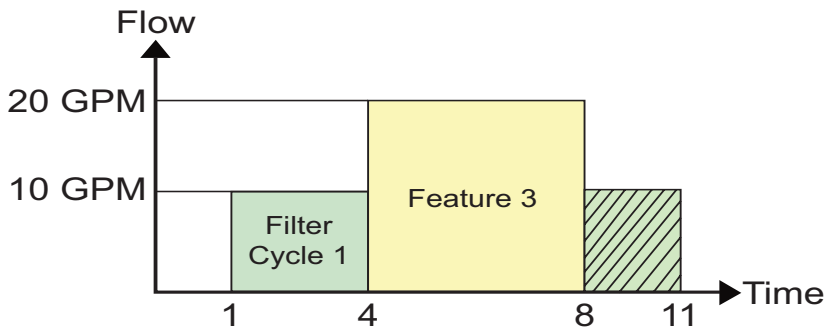 Flow
20 GPM
10 GPM
Filter
Cycle 1
Feature 3
Time
1
4
8
11